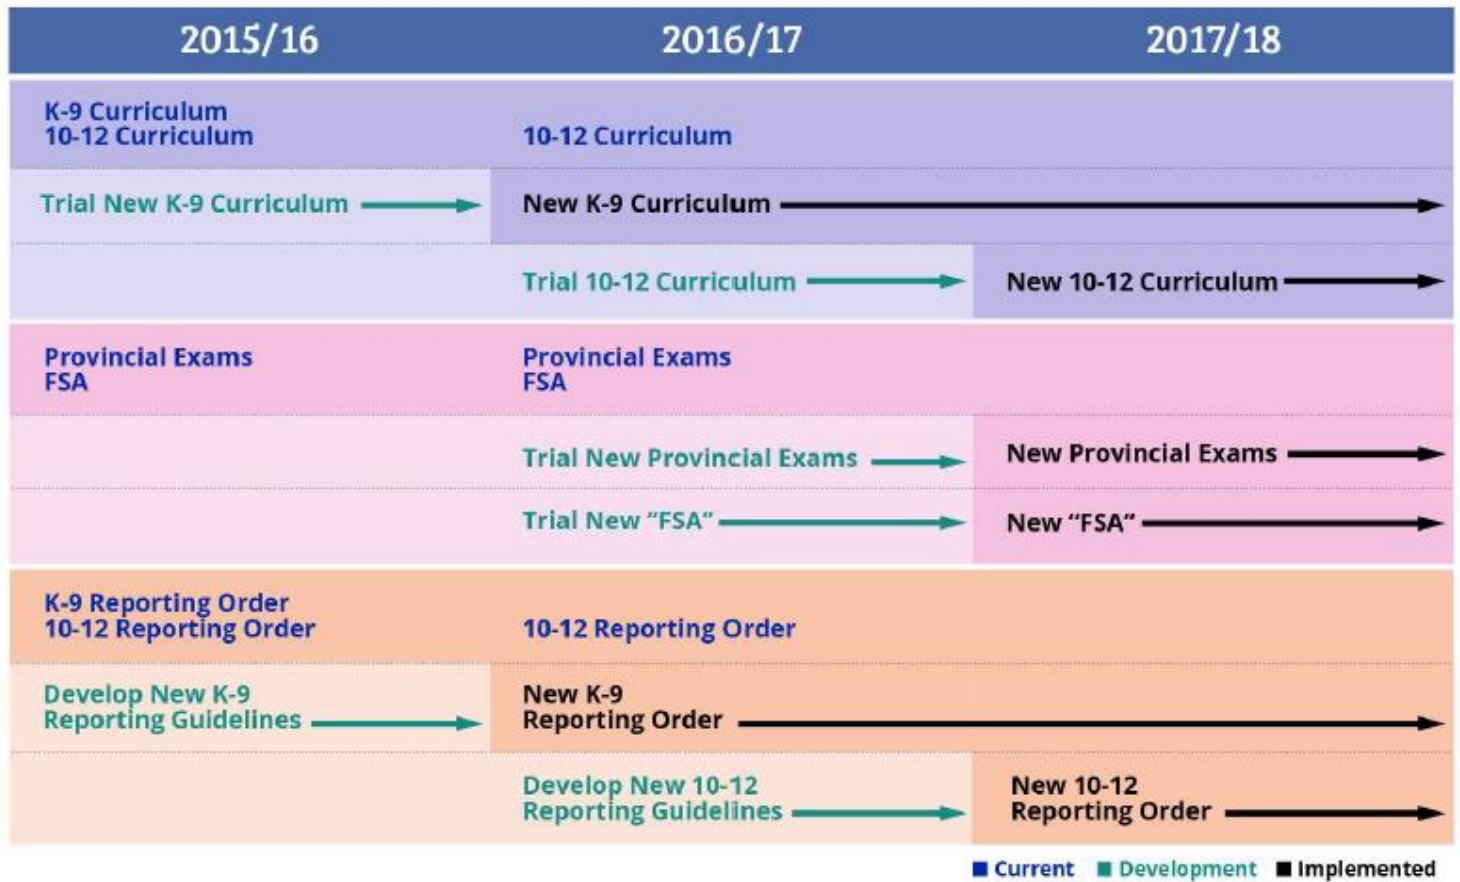 2015/16 2016/17 2017/18
K-9 Curriculum
10-12 Curriculum 10-12 Curriculum
Trial New K-9 Curriculum New K-9 Curriculum
Trial 10-12 Curriculum New 10-12 Curriculum
Provincial Exams Provincial Exams
FSA FSA
Trial New Provincial Exams New Provincial Exams
Trial New “FSA” New “FSA”
K-9 Reporting Order
10-12 Reporting Order 10-12 Reporting Order
Develop New K-9 New K-9
Reporting Guidelines Reporting Order
Develop New 10-12 New 10-12
Reporting Guidelines Reporting Order
Current Development Implemented